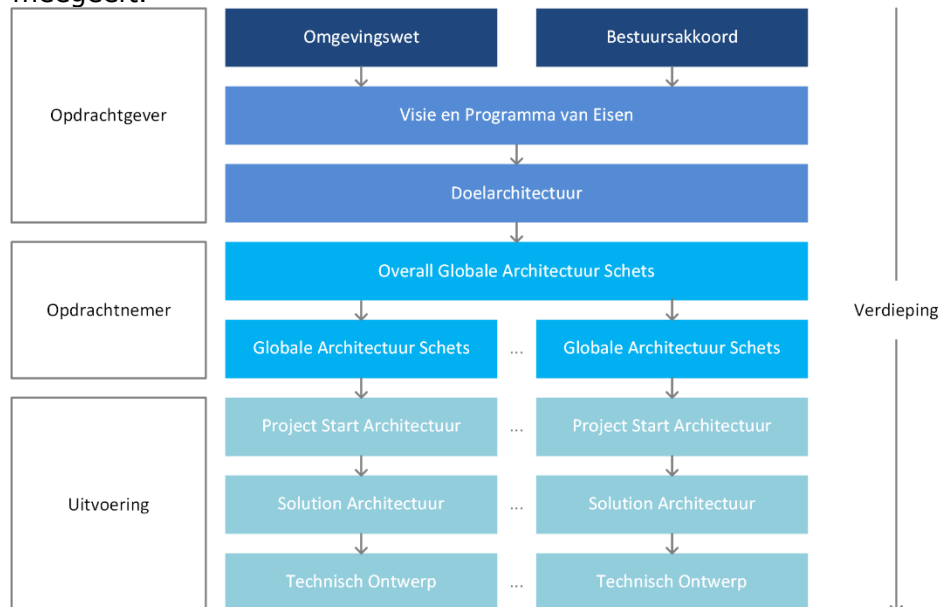 meegeeft.
Omgevingswet
Bestuursakkoord
Opdrachtgever
Visie en Programma van Eisen
Doelarchitectuur
Overall Globale Architectuur Schets
Opdrachtnemer
Verdieping
Globale Architectuur Schets
...
Globale Architectuur Schets
Project Start Architectuur
...
Project Start Architectuur
Uitvoering
Solution Architectuur
...
Solution Architectuur
Technisch Ontwerp
...
Technisch Ontwerp